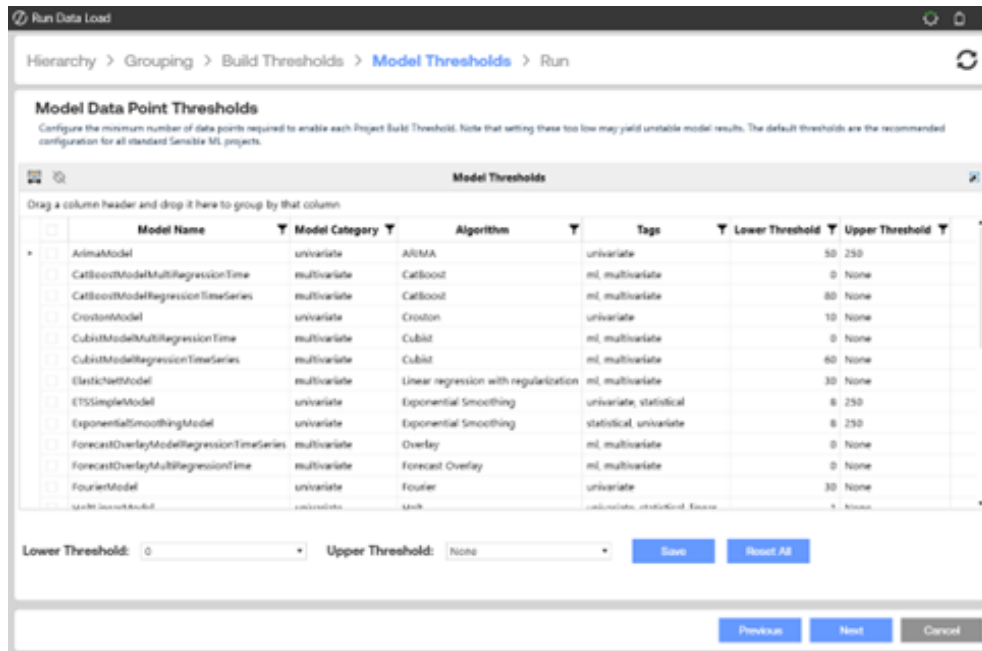 Run Data Load
Hierarchy > Grouping > Build Thresholds > Model Thresholds > Run
Model Data Point Thresholds
Configure the minimum number of data points required to enable each Project Build Threshold. Note that setting these too low may yield unstable model results. The default thresholds are the recommended
configuration for all standard Sensible ML projects.
Model Thresholds
Drag a column header and drop it here to group by that column
Model Name Model Category Algorithm Tags Lower Threshold Upper Threshold
ArimaModel univariate ARIMA univariate 50 250
CatBoostModelMultiRegressionTime multivariate CatBoost ml, multivariate 0 None
CatBoostModelRegressionTimeSeries multivariate CatBoost ml, multivariate 80 None
CrostonModel univariate Croston univariate 10 None
CubistModelMultiRegressionTime multivariate Cubist ml, multivariate 0 None
CubistModelRegressionTimeSeries multivariate Cubist ml, multivariate 60 None
ElasticNetModel multivariate Linear regression with regularization ml, multivariate 30 None
ETSSimpleModel univariate Exponential Smoothing univariate, statistical 250
ExponentialSmoothingModel univariate Exponential Smoothing statistical, univariate 250
ForecastOverlayModelRegressionTimeSeries multivariate Overlay ml, multivariate 0 None
ForecastOverlayMultiRegressionTime multivariate Forecast Overlay ml, multivariate 0 None
FourierModel univariate Fourier univariate 30 None
Lower Threshold: 0 Upper Threshold: None Save Reset All
Previous Next Cancel